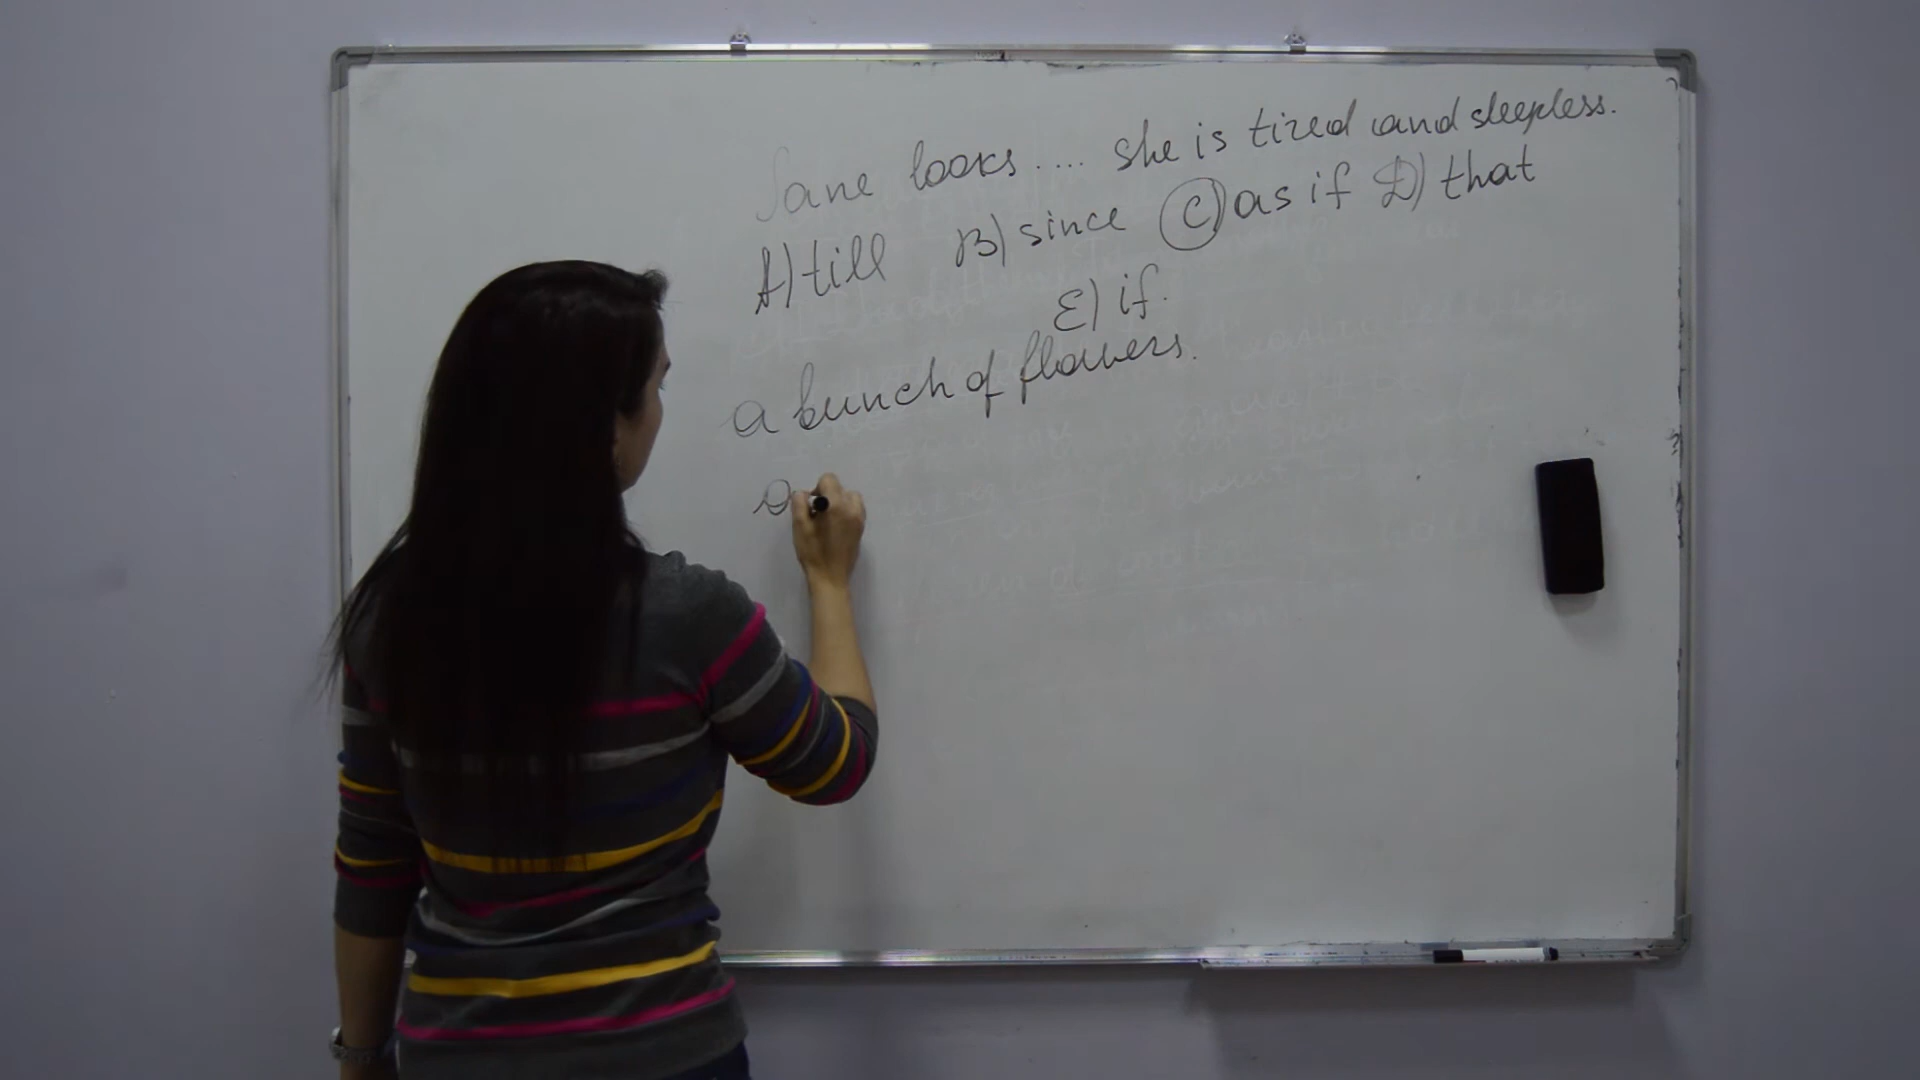 Jane looks .... she is tired and sleepless.
A) till B) since C) as if D) that
E) if.
a bunch of flowers.
a